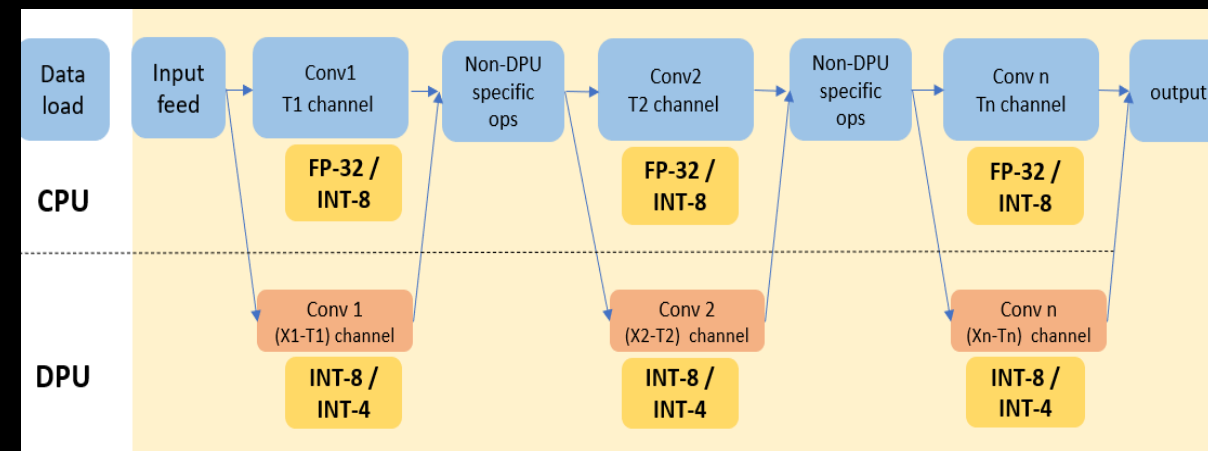 Data
load
Input
feed
Conv1
T1 channel
Non-DPU
specific
ops
Conv2
T2 channel
Non-DPU
specific
ops
Conv n
Tn channel
output
FP-32 /
INT-8
FP-32 /
INT-8
FP-32 /
INT-8
CPU
Conv 1
(X1-T1) channel
Conv 2
(X2-T2) channel
Conv n
(Xn-Tn) channel
DPU
INT-8 /
INT-4
INT-8 /
INT-4
INT-8 /
INT-4